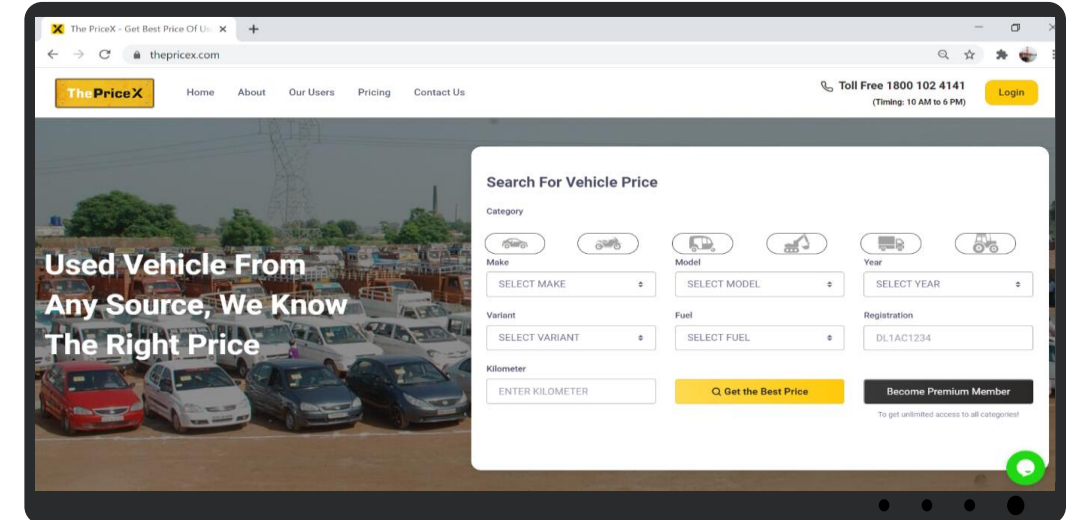 The PriceX - Get Best Price Of Us
thepricex.com
ThePriceX
Home About Our Users Pricing Contact Us
Toll Free 1800 102 4141
(Timing: 10 AM to 6 PM)
Login
Used Vehicle From
Any Source, We Know
The Right Price
Search For Vehicle Price
Category
Make Model Year
SELECT MAKE SELECT MODEL SELECT YEAR
Variant Fuel Registration
SELECT VARIANT SELECT FUEL DL1AC1234
Kilometer
ENTER KILOMETER Get the Best Price Become Premium Member
To get unlimited access to all categories!